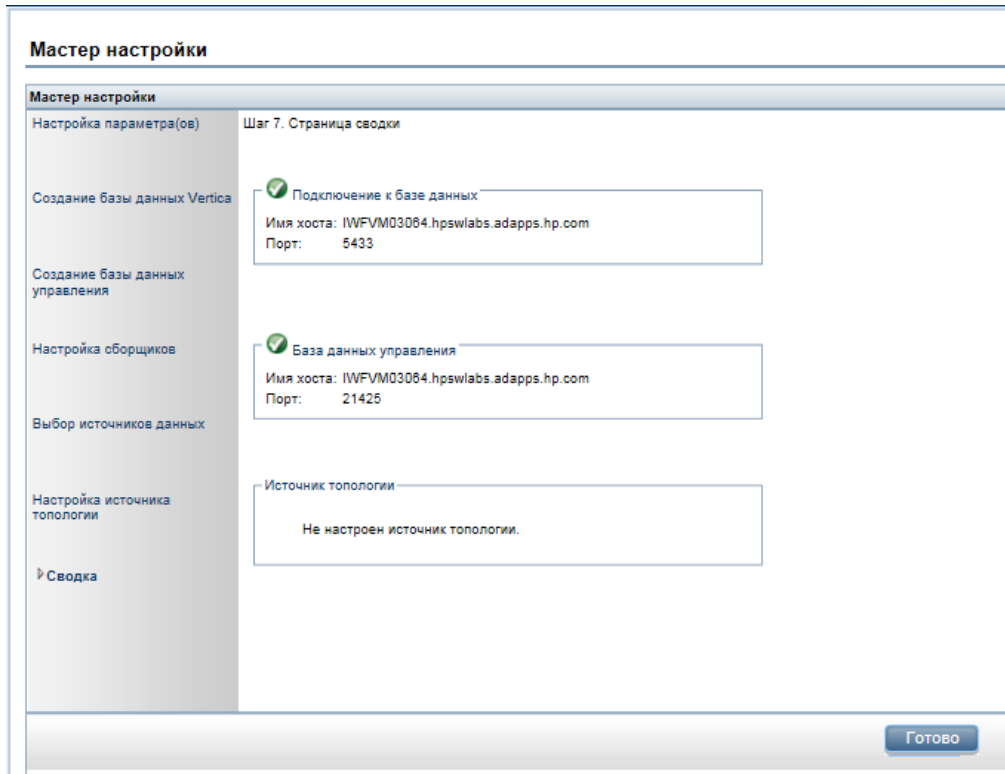 Мастер настройки
Мастер настройки
Настройка параметра(ов)
Шаг 7. Страница сводки
Создание базы данных Vertica
Подключение к базе данных
Имя хоста: IWFVM03064.hpswlabs.adapps.hp.com
Порт: 5433
Создание базы данных
управления
Настройка сборщиков
База данных управления
Имя хоста: IWFVM03064.hpswlabs.adapps.hp.com
Порт: 21425
Выбор источников данных
Настройка источника
топологии
Источник топологии
Не настроен источник топологии.
Сводка
Готово